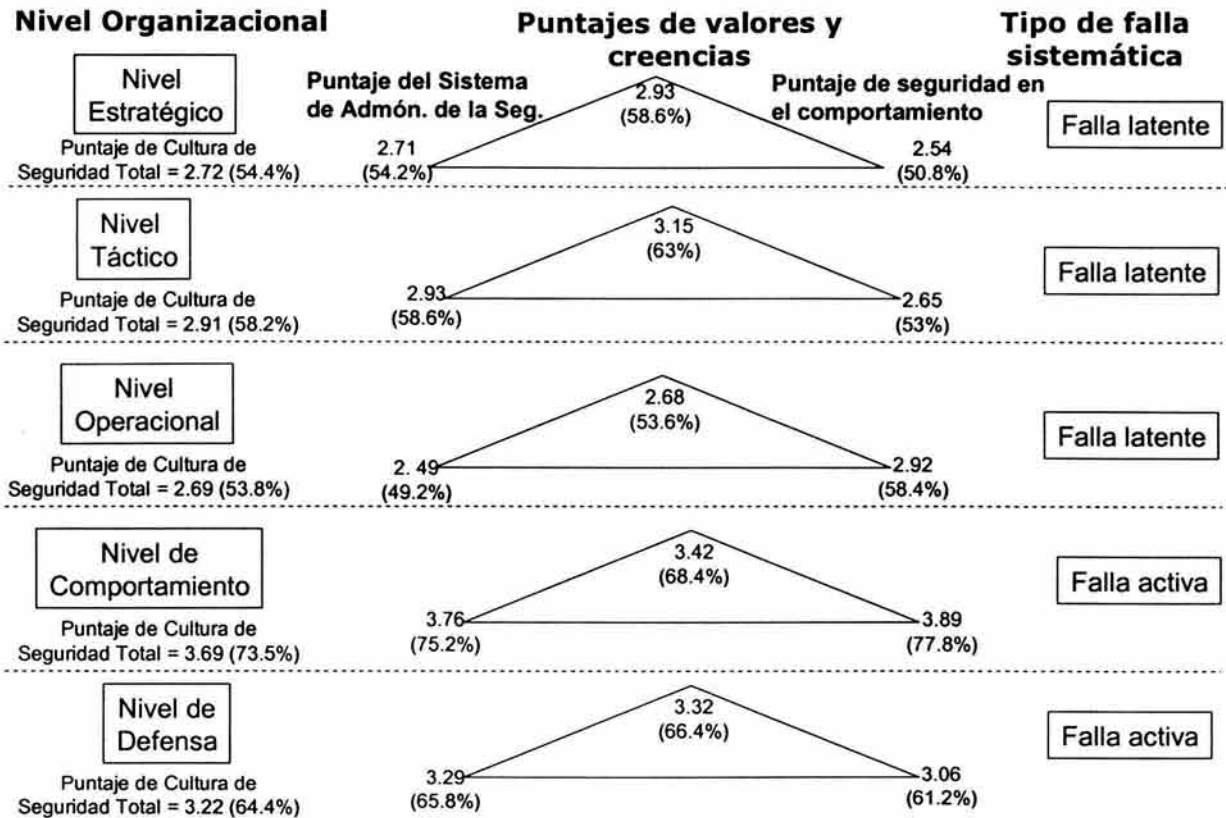 Nivel Organizacional
Puntajes de valores y
creencias
Tipo de falla
sistemática
Nivel
Estratégico
Puntaje de Cultura de
Seguridad Total = 2.72 (54.4%)
Puntaje del Sistema
de Admón. de la Seg.
2.71
(54.2%)
2.93
(58.6%)
Puntaje de seguridad en
el comportamiento
2.54
(50.8%)
Falla latente
Nivel
Táctico
Puntaje de Cultura de
Seguridad Total = 2.91 (58.2%)
2.93
(58.6%)
3.15
(63%)
2.65
(53%)
Falla latente
Nivel
Operacional
Puntaje de Cultura de
Seguridad Total = 2.69 (53.8%)
2. 49
(49.2%)
2.68
(53.6%)
2.92
(58.4%)
Falla latente
Nivel de
Comportamiento
Puntaje de Cultura de
Seguridad Total = 3.69 (73.5%)
3.76
(75.2%)
3.42
(68.4%)
3.89
(77.8%)
Falla activa
Nivel de
Defensa
Puntaje de Cultura de
Seguridad Total = 3.22 (64.4%)
3.29
(65.8%)
3.32
(66.4%)
3.06
(61.2%)
Falla activa